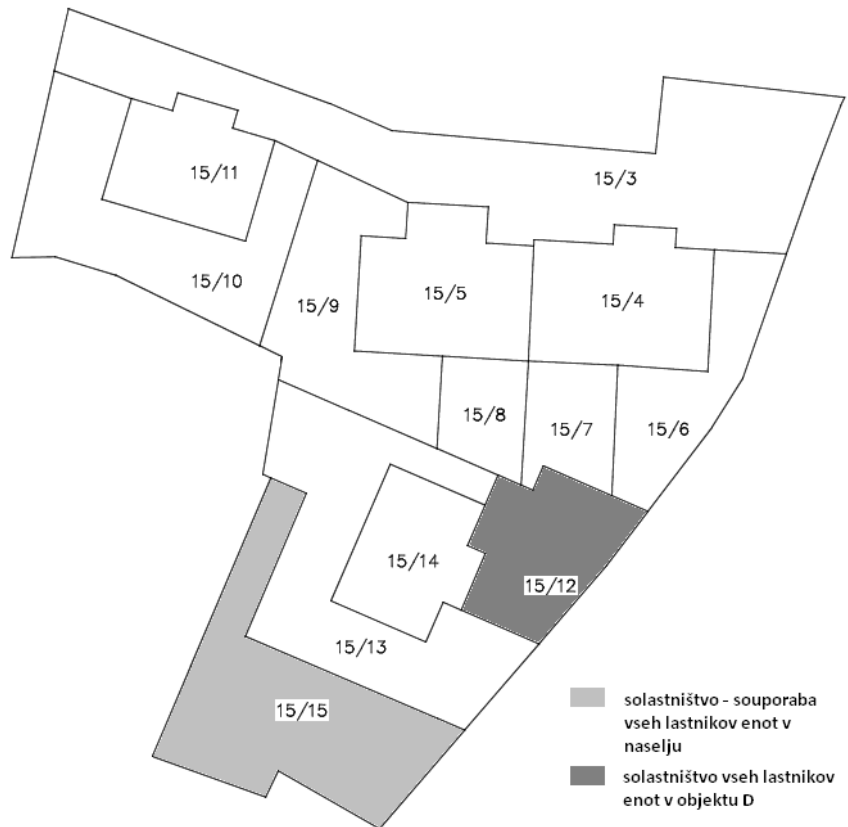 15/11
15/3
15/10
15/9
15/5
15/4
15/8
15/7
15/6
15/14
15/12
15/13
15/15
solastništvo - souporaba
vseh lastnikov enot v
naselju
solastništvo vseh lastnikov
enot v objektu D